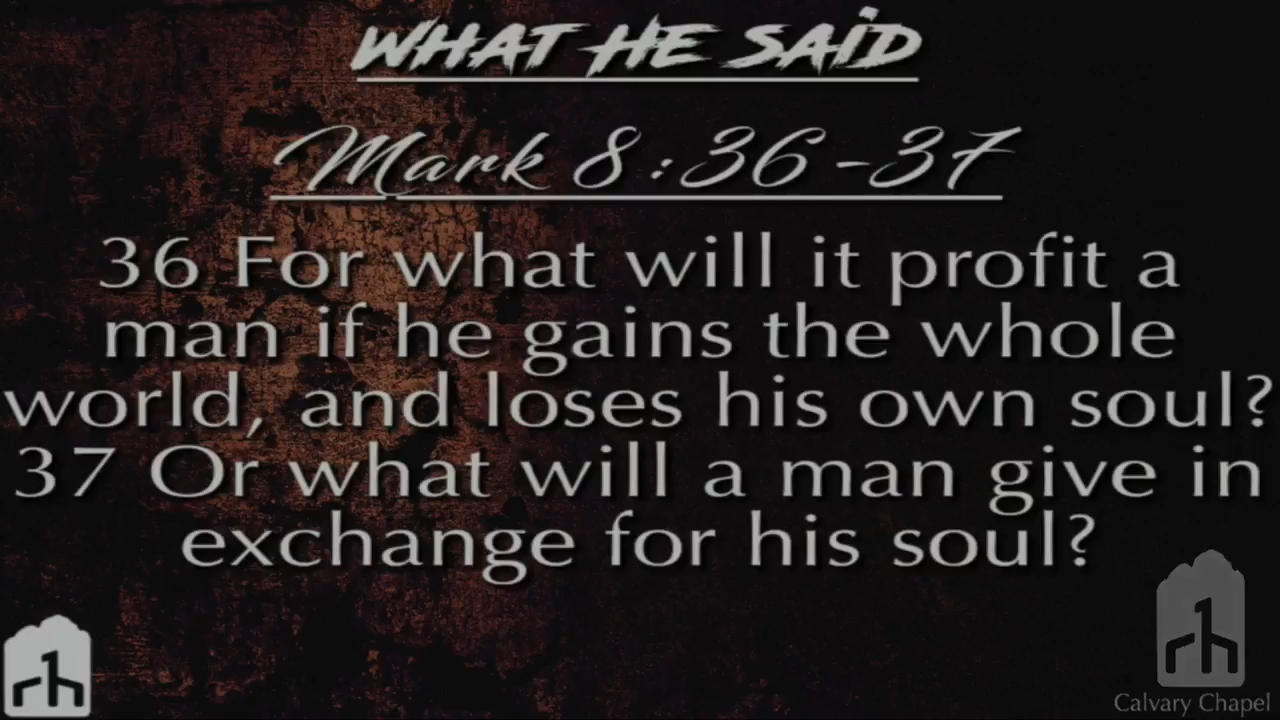 WHAT HE SAID
Mark 8:36-37
36 For what will it profit a
man if he gains the whole
world, and loses his own soul?
37 Or what will a man give in
exchange for his soul?
Calvary Chapel